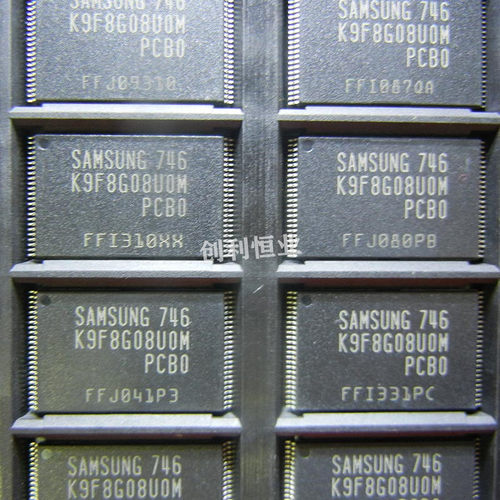 SAMSUNG 746
K9F8G08U0M
PCB0
FFJ09310
SAMSUNG 746
K9F8G08U0M
PCB0
FFI087QA
SAMSUNG 746
K9F8G08U0M
PCB0
FFI310XX
SAMSUNG 746
K9F8G08U0M
PCB0
FFJ080PB
创利恒业
SAMSUNG 746
K9F8G08U0M
PCB0
FFJ041P3
SAMSUNG 746
K9F8G08U0M
PCB0
FFI331PC
SAMSUNG 746
K9F8G08U0M
SAMSUNG 746
K9F8G08U0M